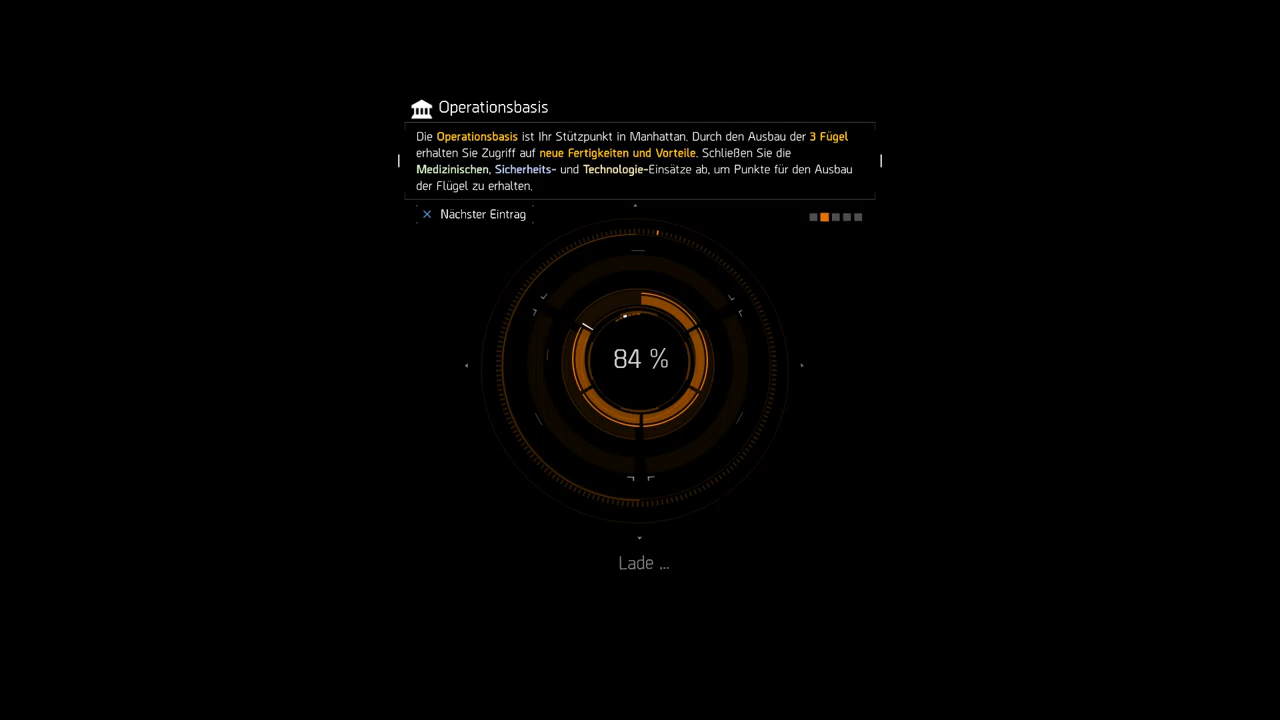 Operationsbasis
Die Operationsbasis ist Ihr Stützpunkt in Manhattan. Durch den Ausbau der 3 Fügel
erhalten Sie Zugriff auf neue Fertigkeiten und Vorteile. Schließen Sie die
Medizinischen, Sicherheits- und Technologie-Einsätze ab, um Punkte für den Ausbau
der Flügel zu erhalten.
Nächster Eintrag
84 %
Lade ...